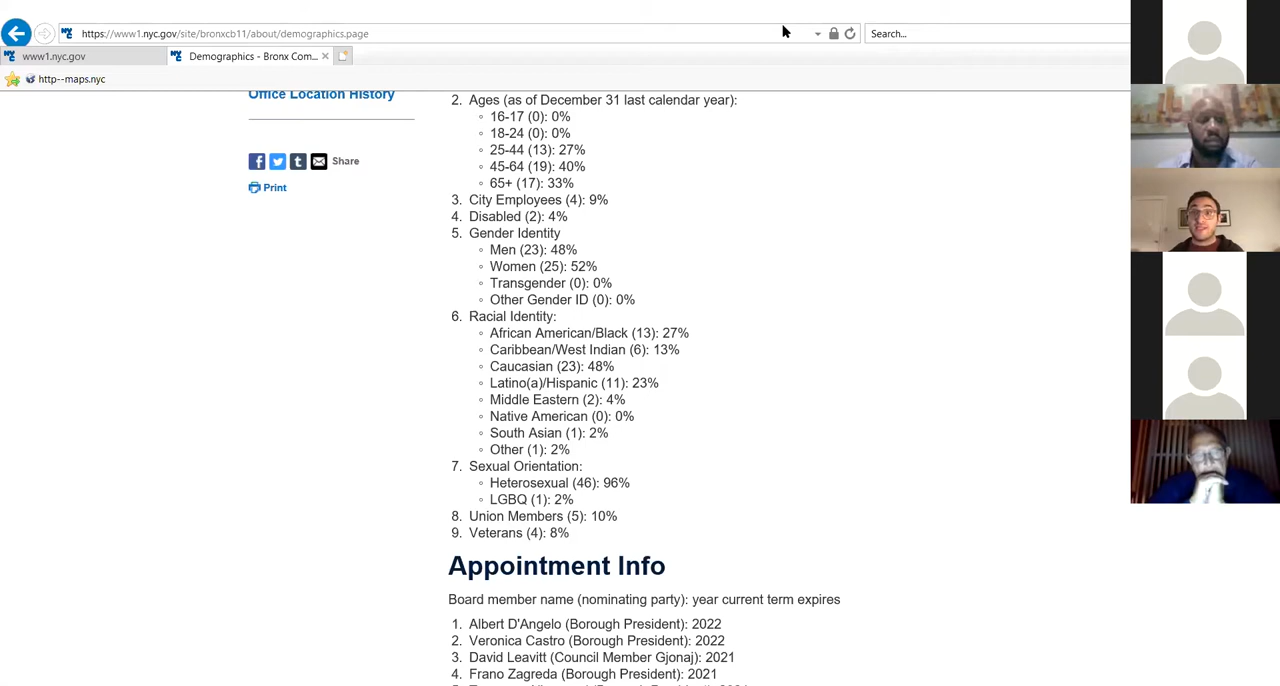 https://www1.nyc.gov/site/bronxcb11/about/demographics.page
Search...
www1.nyc.gov
Demographics - Bronx Com...
http--maps.nyc
Office Location History
Share
Print
2. Ages (as of December 31 last calendar year):
16-17 (0): 0%
18-24 (0): 0%
25-44 (13): 27%
45-64 (19): 40%
65+ (17): 33%
3. City Employees (4): 9%
4. Disabled (2): 4%
5. Gender Identity
Men (23): 48%
Women (25): 52%
Transgender (0): 0%
Other Gender ID (0): 0%
6. Racial Identity:
African American/Black (13): 27%
Caribbean/West Indian (6): 13%
Caucasian (23): 48%
Latino(a)/Hispanic (11): 23%
Middle Eastern (2): 4%
Native American (0): 0%
South Asian (1): 2%
Other (1): 2%
7. Sexual Orientation:
Heterosexual (46): 96%
LGBQ (1): 2%
8. Union Members (5): 10%
9. Veterans (4): 8%
Appointment Info
Board member name (nominating party): year current term expires
1. Albert D'Angelo (Borough President): 2022
2. Veronica Castro (Borough President): 2022
3. David Leavitt (Council Member Gjonaj): 2021
4. Frano Zagreda (Borough President): 2021